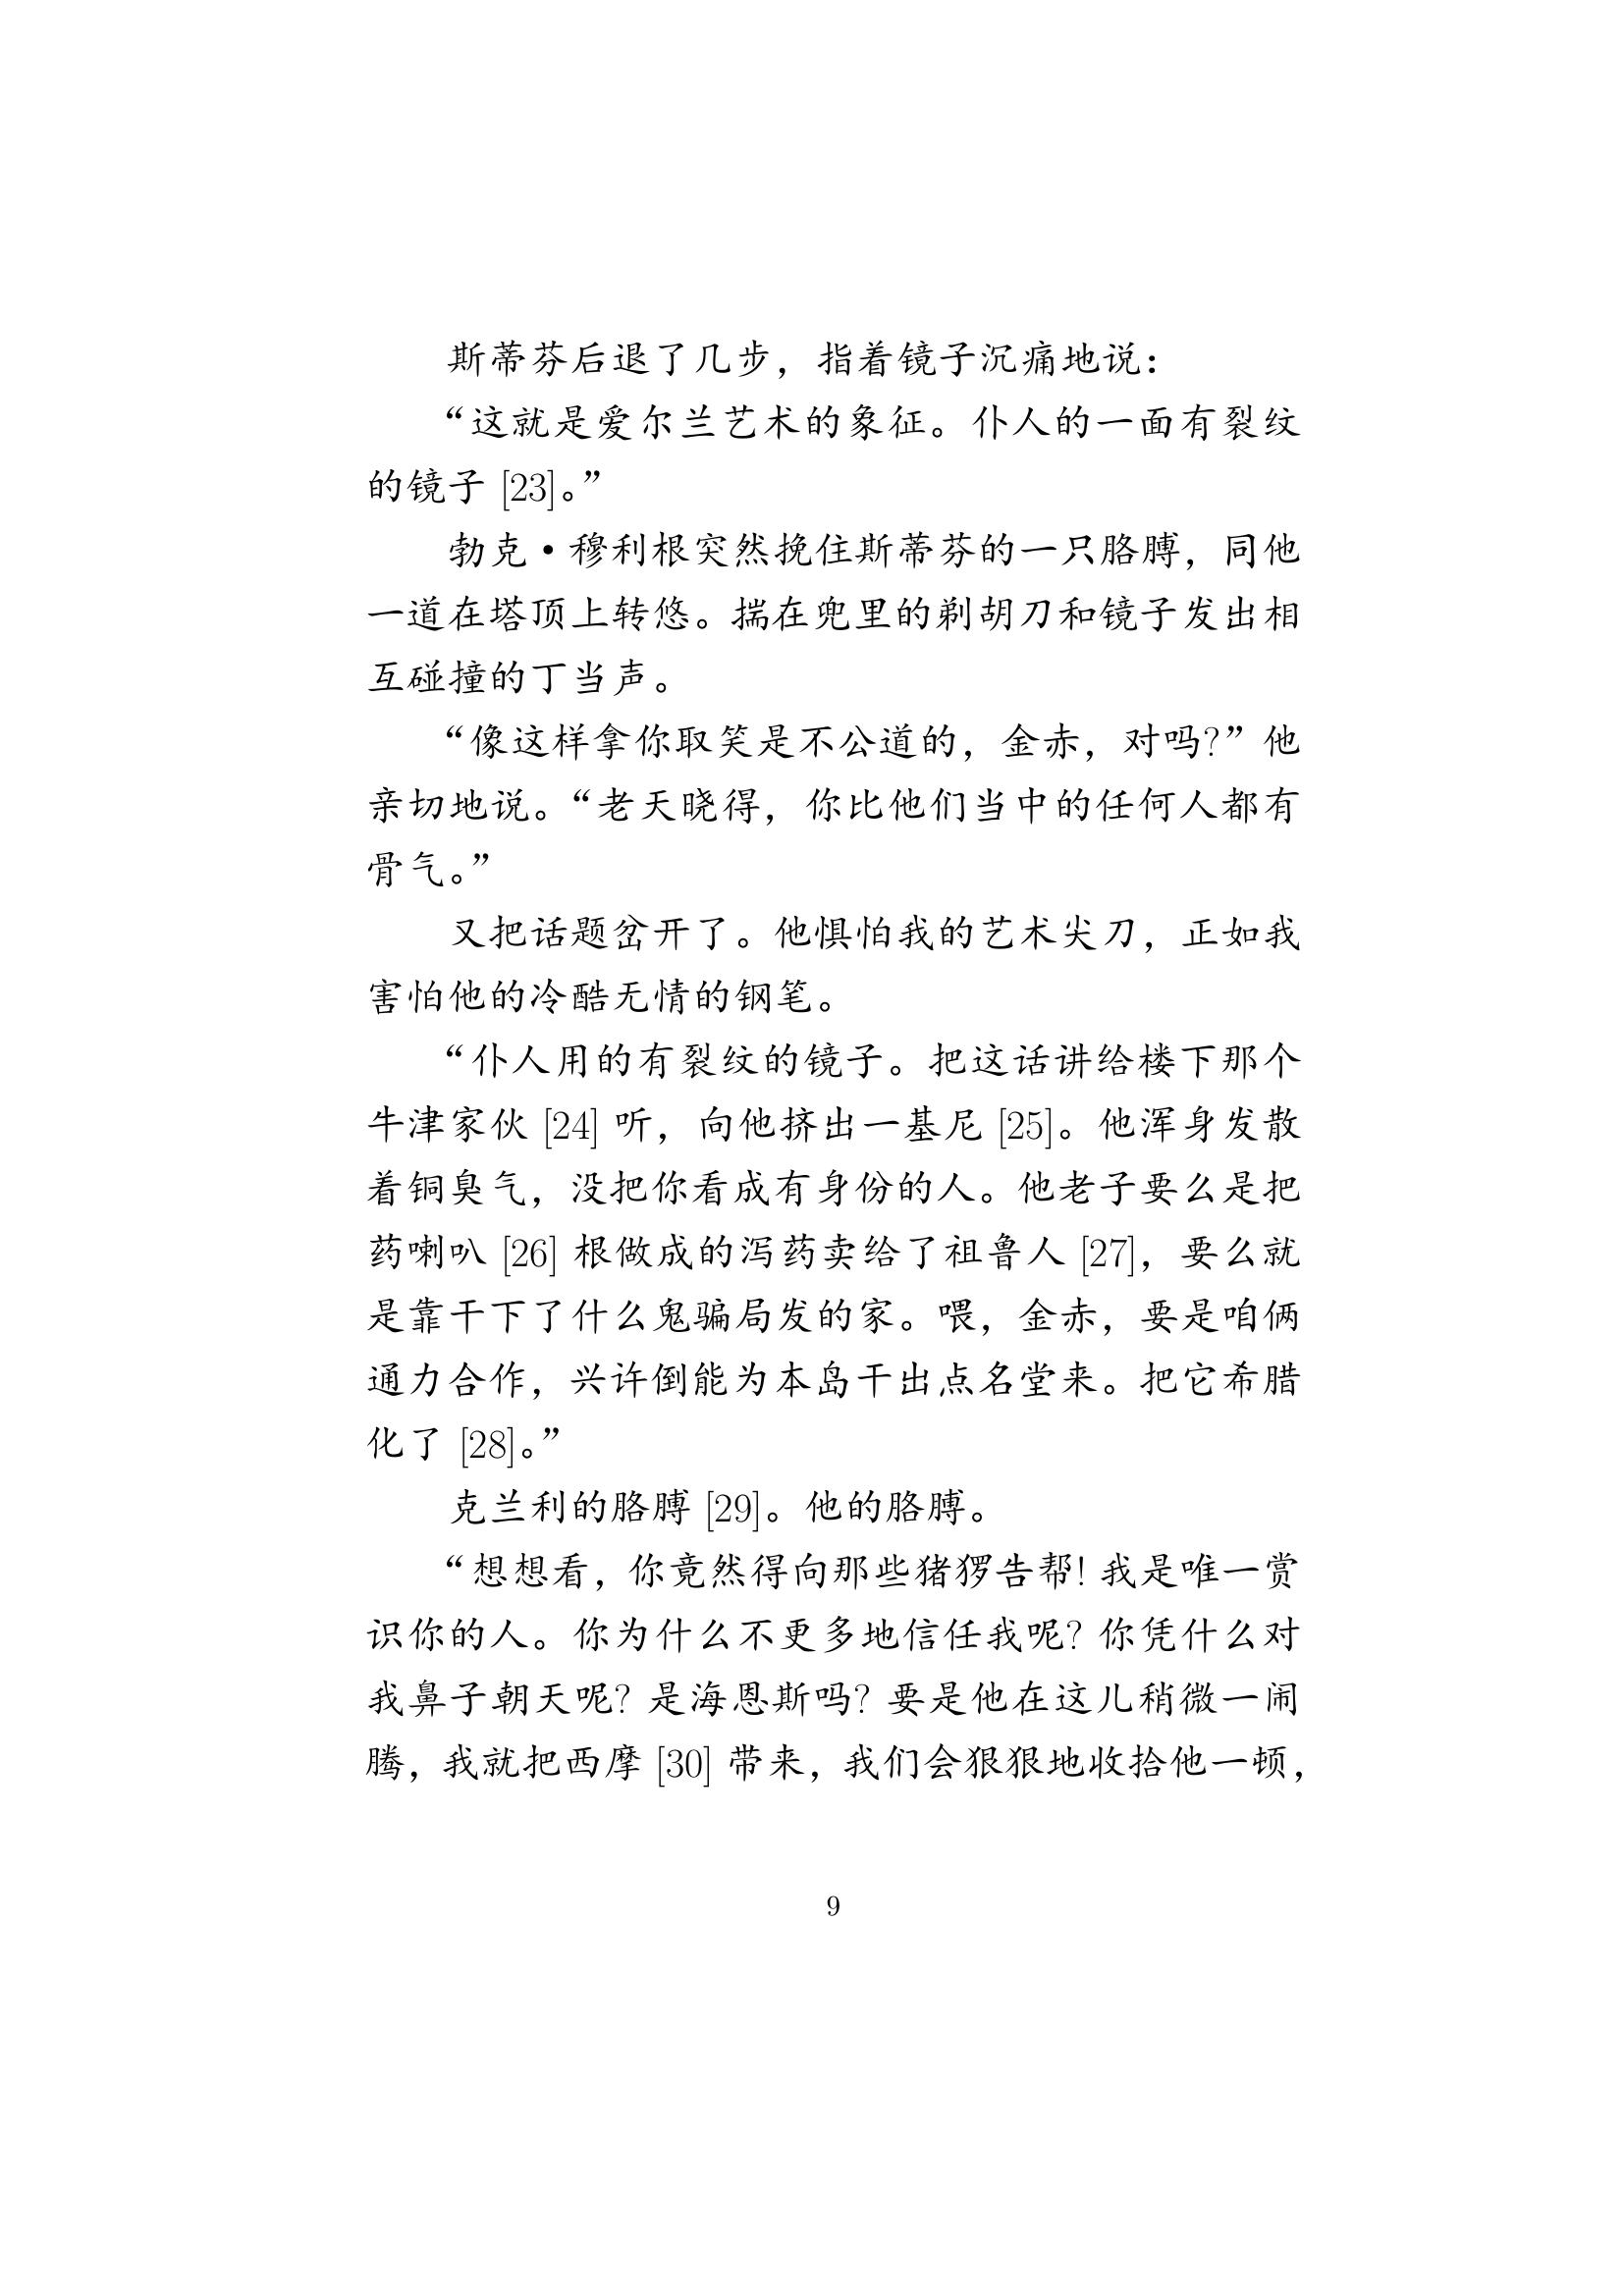 斯蒂芬后退了几步，指着镜子沉痛地说：
“这就是爱尔兰艺术的象征。仆人的一面有裂纹
的镜子 [23]。”
勃克·穆利根突然挽住斯蒂芬的一只胳膊，同他
一道在塔顶上转悠。揣在兜里的剃胡刀和镜子发出相
互碰撞的丁当声。
“像这样拿你取笑是不公道的，金赤，对吗?”他
亲切地说。“老天晓得，你比他们当中的任何人都有
骨气。”
又把话题岔开了。他惧怕我的艺术尖刀，正如我
害怕他的冷酷无情的钢笔。
“仆人用的有裂纹的镜子。把这话讲给楼下那个
牛津家伙 [24] 听，向他挤出一基尼 [25]。他浑身发散
着铜臭气，没把你看成有身份的人。他老子要么是把
药喇叭 [26] 根做成的泻药卖给了祖鲁人 [27]，要么就
是靠干下了什么鬼骗局发的家。喂，金赤，要是咱俩
通力合作，兴许倒能为本岛干出点名堂来。把它希腊
化了 [28]。”
克兰利的胳膊 [29]。他的胳膊。
“想想看，你竟然得向那些猪猡告帮! 我是唯一赏
识你的人。你为什么不更多地信任我呢? 你凭什么对
我鼻子朝天呢? 是海恩斯吗? 要是他在这儿稍微一闹
腾，我就把西摩 [30] 带来，我们会狠狠地收拾他一顿，
9